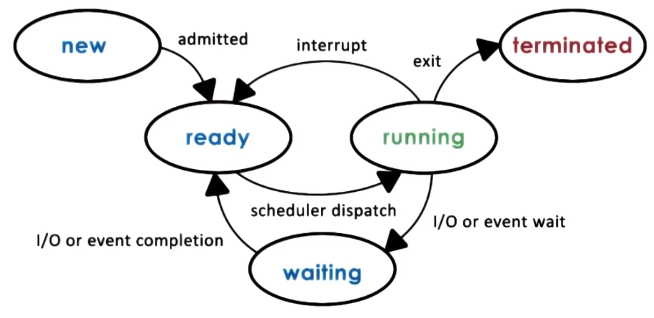 new
admitted
interrupt
exit
terminated
ready
running
scheduler dispatch
I/O or event wait
I/O or event completion
waiting